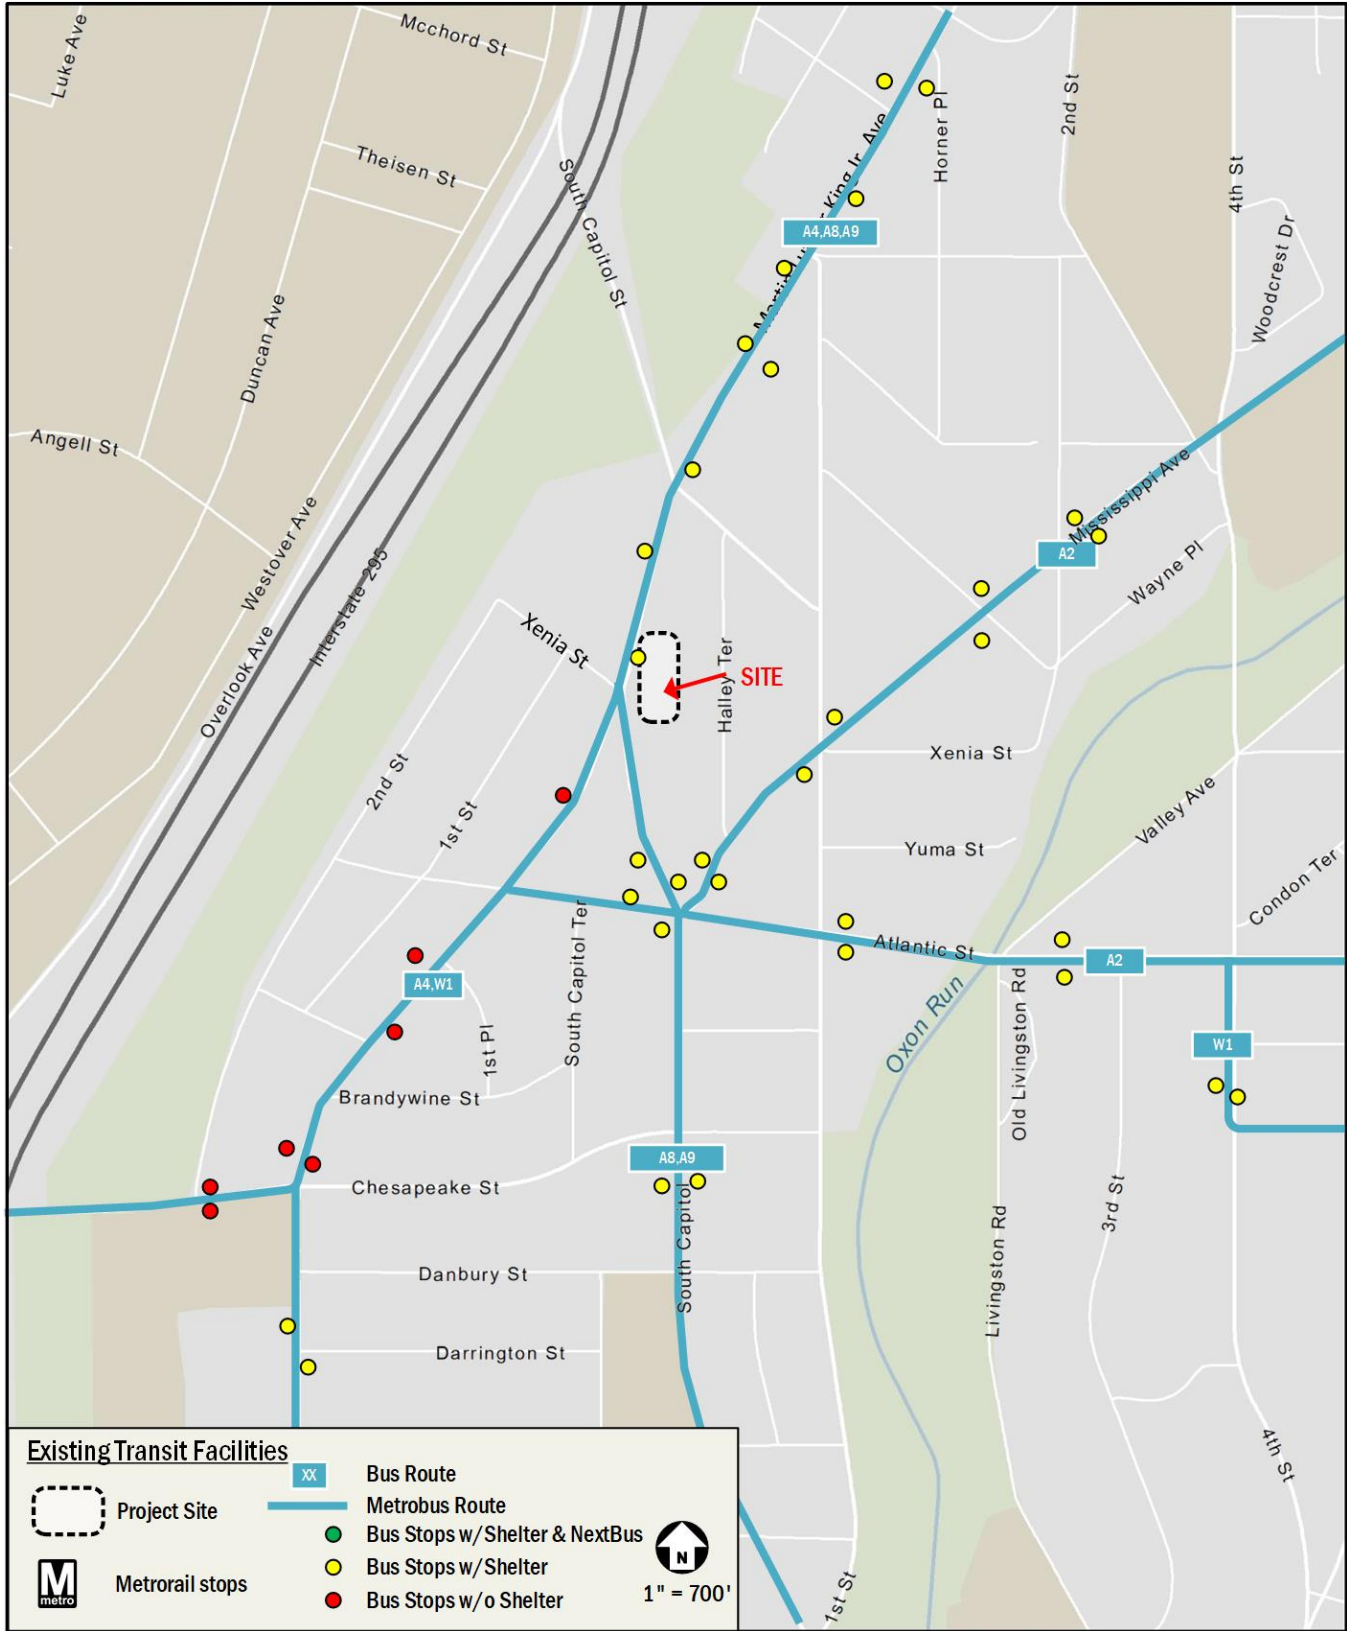 Luke Ave
Mcchord St
Theisen St
South Capitol St
Horner Pl
2nd St
4th St
Woodcrest Dr
A4,A8,A9
Duncan Ave
Angell St
Westover Ave
Interstate 295
Overlook Ave
Mississippi Ave
A2
Wayne Pl
Xenia St
SITE
Halley Ter
Xenia St
2nd St
1st St
Yuma St
Valley Ave
Condon Ter
South Capitol Ter
Atlantic St
A2
A4,W1
Oxon Run
Old Livingston Rd
W1
1st Pl
Brandywine St
A8,A9
Chesapeake St
South Capitol
3rd St
Livingston Rd
Danbury St
Darrington St
4th St
1st St
Existing Transit Facilities
XX Bus Route
Project Site
Metrobus Route
Bus Stops w/Shelter & NextBus
M metro
Metrorail stops
Bus Stops w/Shelter
Bus Stops w/o Shelter
N
1" = 700'